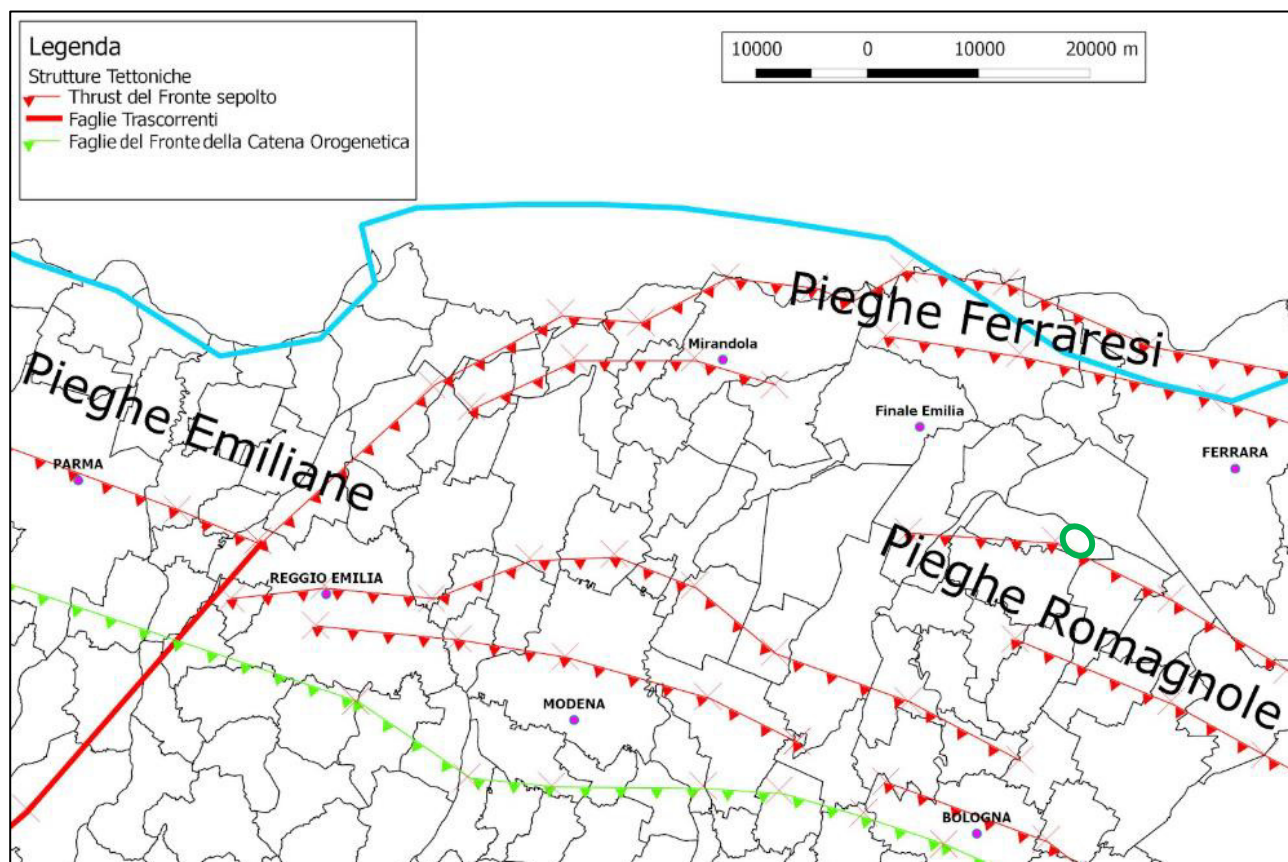 Legenda
Strutture Tettoniche
Thrust del Fronte sepolto
Faglie Trascorrenti
Faglie del Fronte della Catena Orogenetica
10000 0 10000 20000 m
Pieghe Ferraresi
Mirandola
Pieghe Emiliane
Finale Emilia
PARMA
FERRARA
Pieghe Romagnole
REGGIO EMILIA
MODENA
BOLOGNA